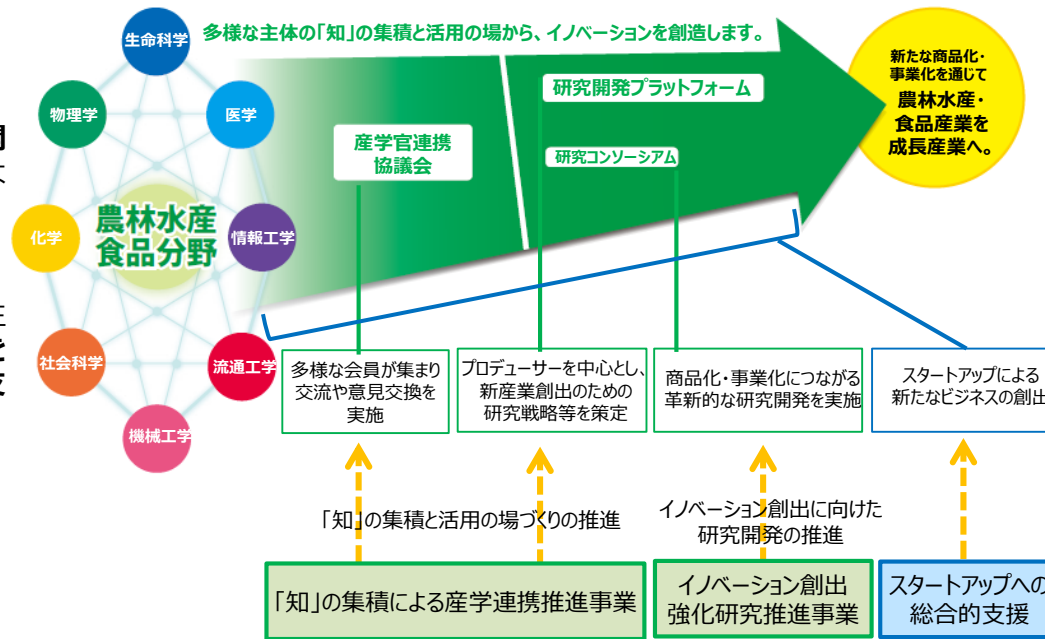 多様な主体の「知」の集積と活用の場から、イノベーションを創造します。
生命科学
物理学
医学
化学
農林水産
食品分野
情報工学
社会科学
流通工学
機械工学
産学官連携
協議会
研究開発プラットフォーム
研究コンソーシアム
新たな商品化・
事業化を通じて
農林水産・
食品産業を
成長産業へ。
多様な会員が集まり
交流や意見交換を
実施
プロデューサーを中心とし、
新産業創出のための
研究戦略等を策定
商品化・事業化につながる
革新的な研究開発を実施
スタートアップによる
新たなビジネスの創出
「知」の集積と活用の場づくりの推進
イノベーション創出に向けた
研究開発の推進
「知」の集積による産学連携推進事業
イノベーション創出
強化研究推進事業
スタートアップへの
総合的支援